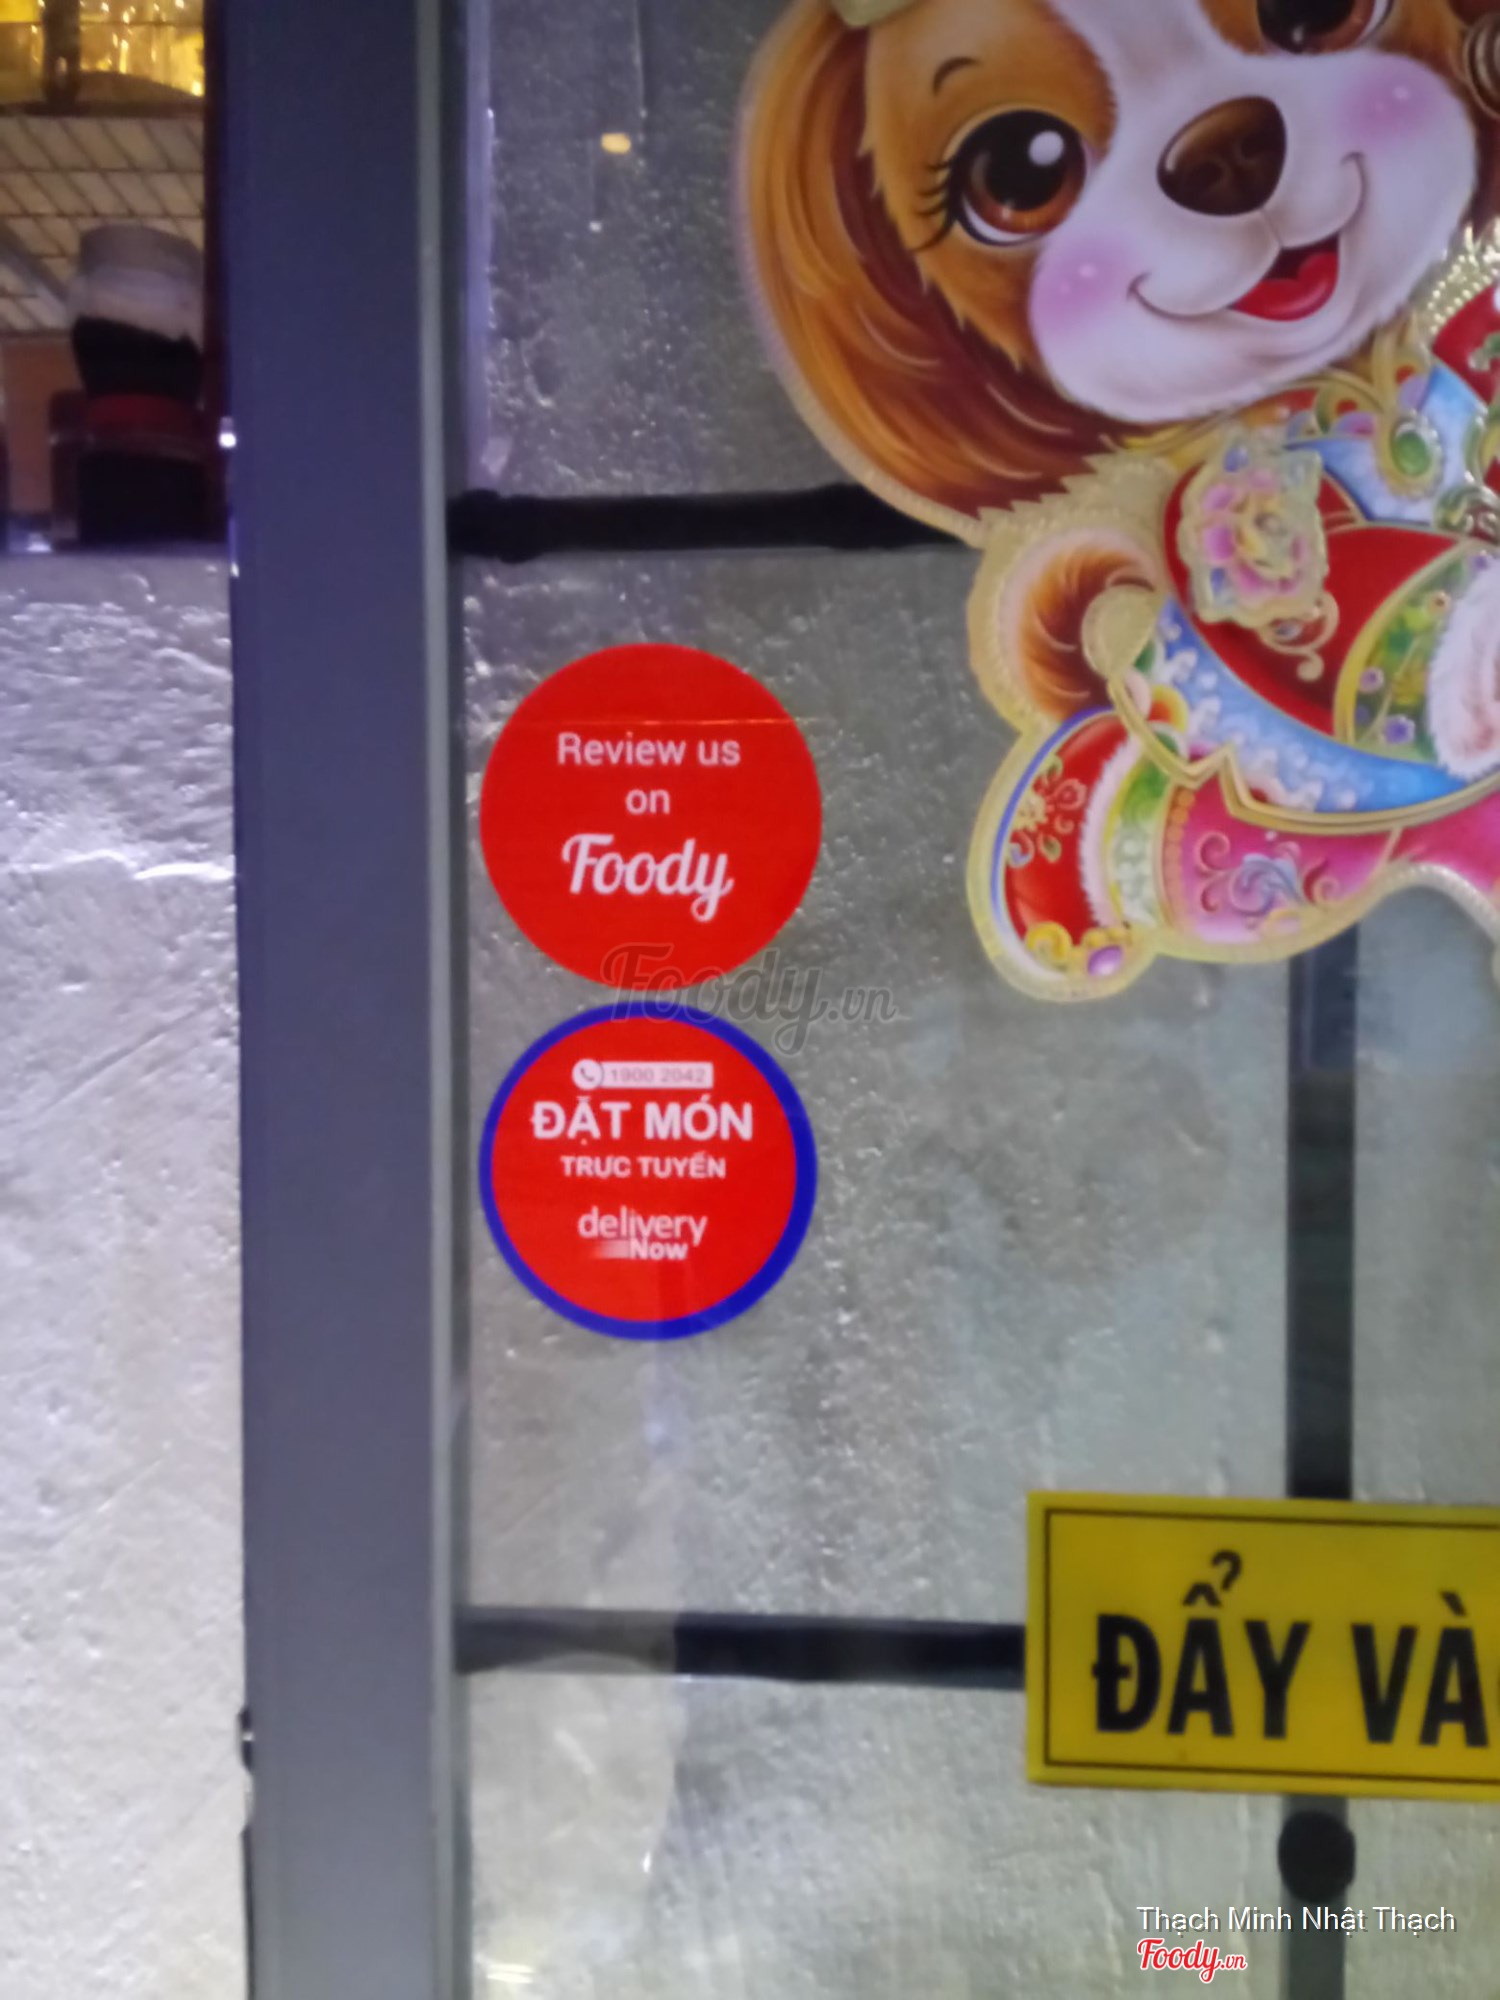 Review us
on
Foody
Foody.vn
1900 2042
ĐẶT MÓN
TRỰC TUYẾN
delivery
Now
ĐẨY VÀO
Thạch Minh Nhật Thạch
Foody.vn